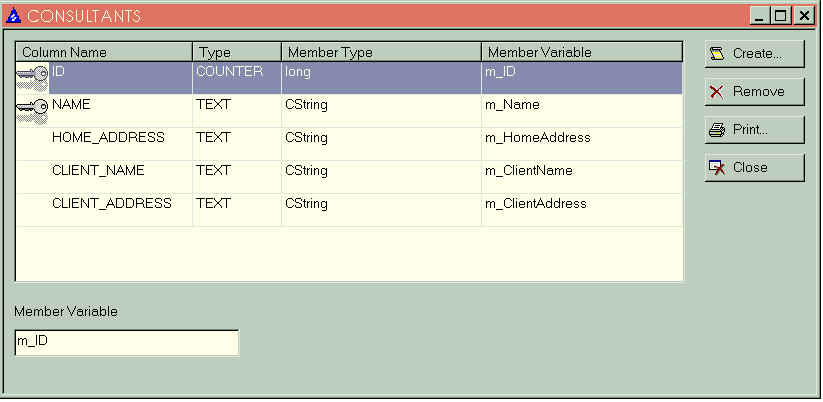 CONSULTANTS
Column Name Type Member Type Member Variable
ID COUNTER long m_ID
NAME TEXT CString m_Name
HOME_ADDRESS TEXT CString m_HomeAddress
CLIENT_NAME TEXT CString m_ClientName
CLIENT_ADDRESS TEXT CString m_ClientAddress
Create...
Remove
Print...
Close
Member Variable
m_ID